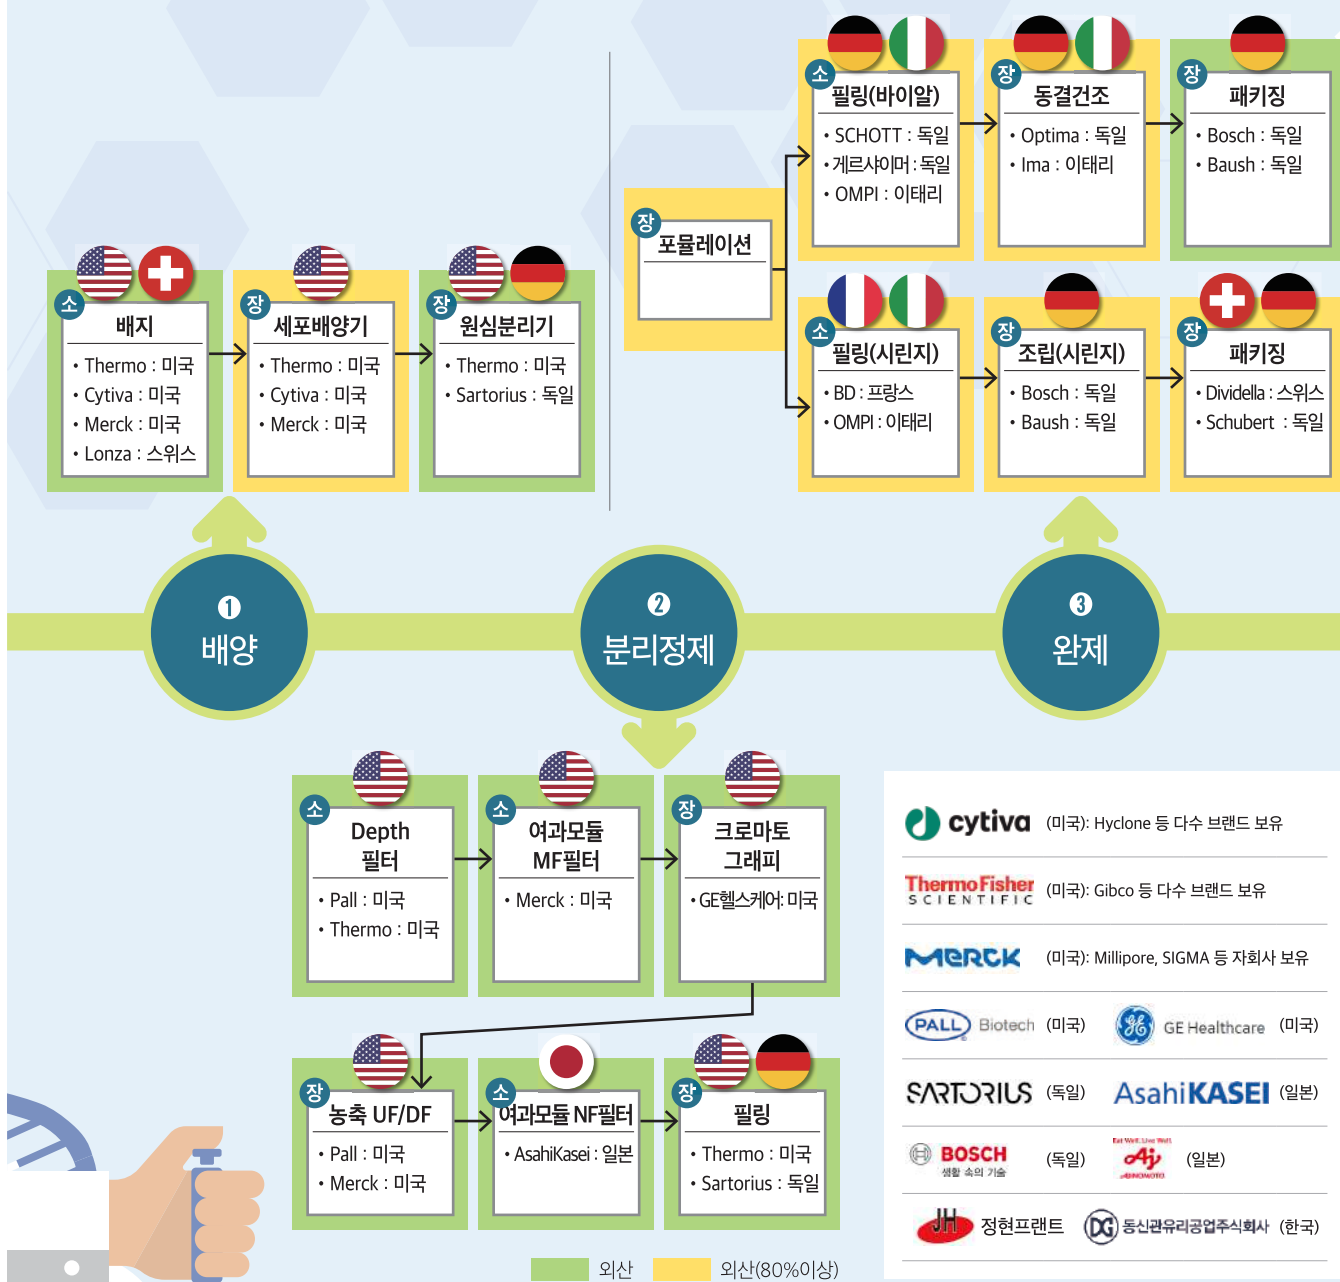 소
배지
• Thermo : 미국
• Cytiva : 미국
• Merck : 미국
• Lonza : 스위스
장
세포배양기
• Thermo : 미국
• Cytiva : 미국
• Merck : 미국
장
원심분리기
• Thermo : 미국
• Sartorius : 독일
장
포뮬레이션
소
필링(바이알)
• SCHOTT : 독일
• 게르샤이머 : 독일
• OMPI : 이태리
장
동결건조
• Optima : 독일
• Ima : 이태리
장
패키징
• Bosch : 독일
• Baush : 독일
소
필링(시린지)
• BD : 프랑스
• OMPI : 이태리
장
조립(시린지)
• Bosch : 독일
• Baush : 독일
장
패키징
• Dividella : 스위스
• Schubert : 독일
❶
배양
❷
분리정제
❸
완제
소
Depth
필터
• Pall : 미국
• Thermo : 미국
소
여과모듈
MF필터
• Merck : 미국
장
크로마토
그래피
• GE헬스케어: 미국
장
농축 UF/DF
• Pall : 미국
• Merck : 미국
소
여과모듈 NF필터
• AsahiKasei : 일본
장
필링
• Thermo : 미국
• Sartorius : 독일
외산
외산(80%이상)
cytiva (미국): Hyclone 등 다수 브랜드 보유
ThermoFisher
SCIENTIFIC
(미국): Gibco 등 다수 브랜드 보유
MERCK (미국): Millipore, SIGMA 등 자회사 보유
PALL Biotech (미국)
GE GE Healthcare (미국)
SARTORIUS (독일)
AsahiKASEI (일본)
BOSCH
생활 속의 기술
(독일)
Eat Well, Live Well.
Aj
AJINOMOTO
(일본)
JH 정현프랜트
DG 동신관유리공업주식회사 (한국)